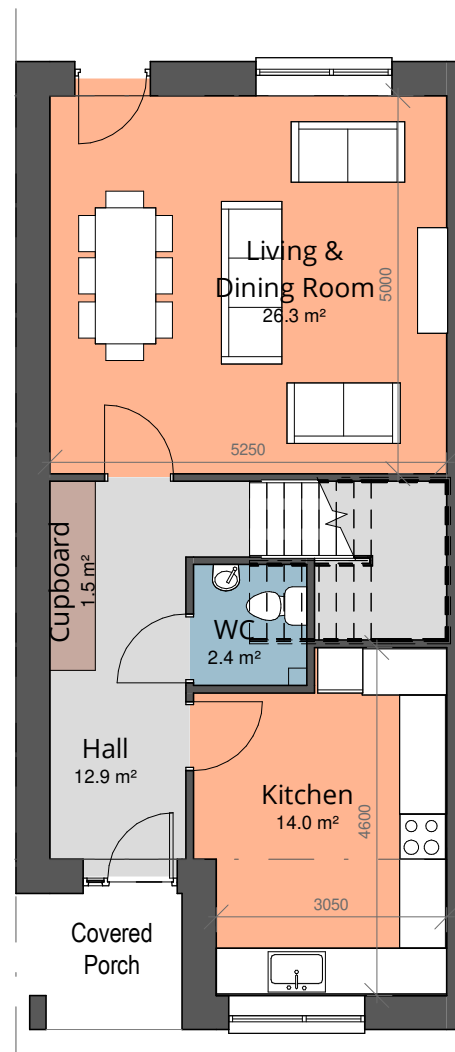 Living &
Dining Room
26.3 m²
5000
5250
Cupboard
1.5 m²
WC
2.4 m²
Hall
12.9 m²
Kitchen
14.0 m²
4600
3050
Covered
Porch